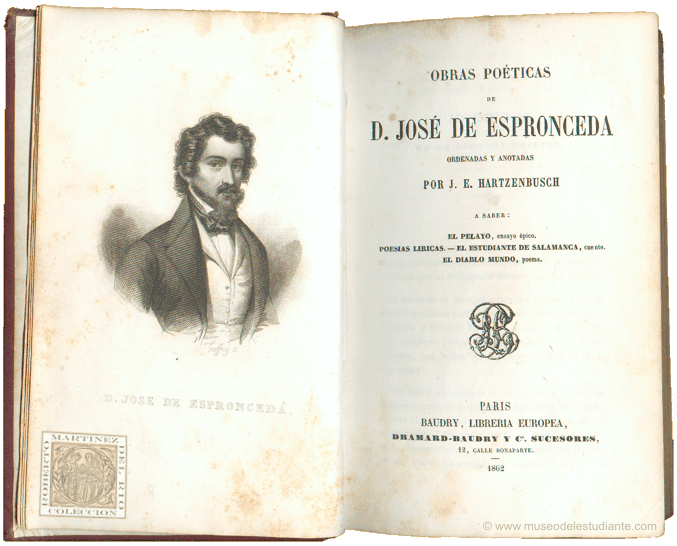 D. JOSE DE ESPRONCEDÁ.
ROBERTO
MARTINEZ
DEL RIO
COLECCION
OBRAS POÉTICAS
DE
D. JOSÉ DE ESPRONCEDA
ORDENADAS Y ANOTADAS
POR J. E. HARTZENBUSCH
A SABER:
EL PELAYO, ensayo épico.
POESIAS LIRICAS. — EL ESTUDIANTE DE SALAMANCA, cuento.
EL DIABLO MUNDO, poema.
PARIS
BAUDRY, LIBRERIA EUROPEA,
DRAMARD-BAUDRY Y Cª. SUCESORES,
12, CALLE BONAPARTE.
1862
© www.museodelestudiante.com